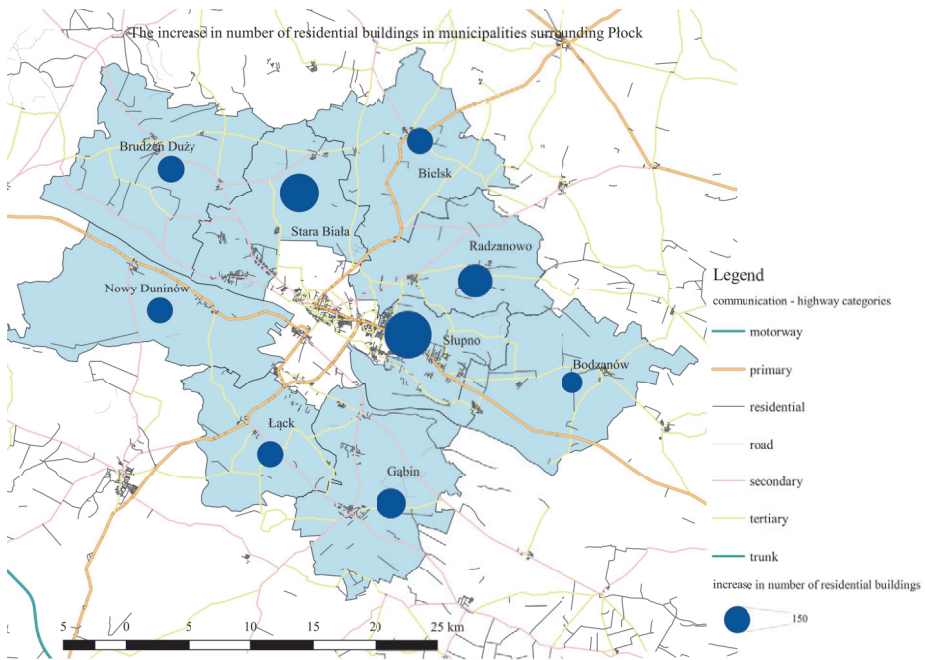 The increase in number of residential buildings in municipalities surrounding Płock
Brudzeń Duży
Bielsk
Stara Biała
Radzanowo
Nowy Duninów
Słupno
Bodzanów
Łąck
Gąbin
Legend
communication - highway categories
motorway
primary
residential
road
secondary
tertiary
trunk
increase in number of residential buildings
150
5 0 5 10 15 20 25 km